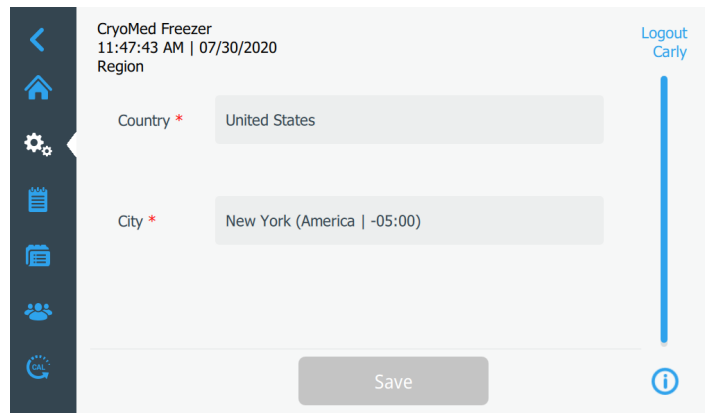 CryoMed Freezer
11:47:43 AM | 07/30/2020
Region
Logout
Carly
Country *
United States
City *
New York (America | -05:00)
CAL
Save